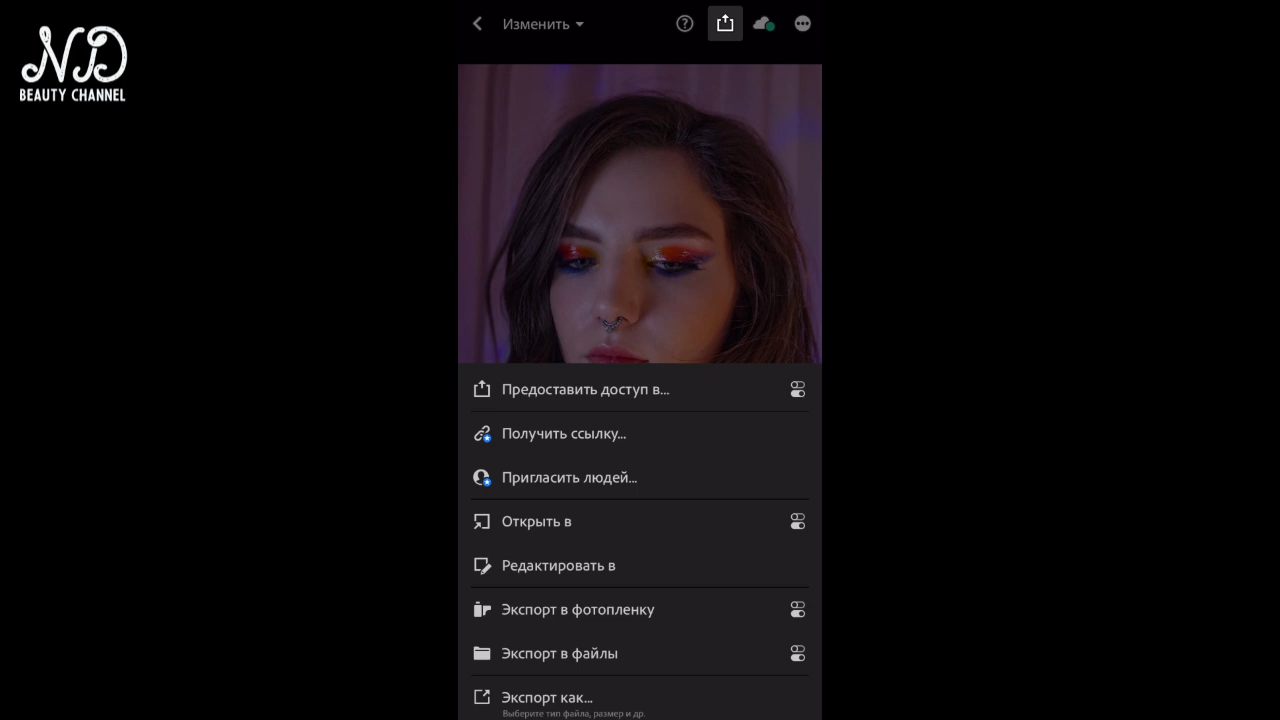 ND
BEAUTY CHANNEL
Изменить
Предоставить доступ в...
Получить ссылку...
Пригласить людей...
Открыть в
Редактировать в
Экспорт в фотопленку
Экспорт в файлы
Экспорт как...
Выберите тип файла, размер и др.